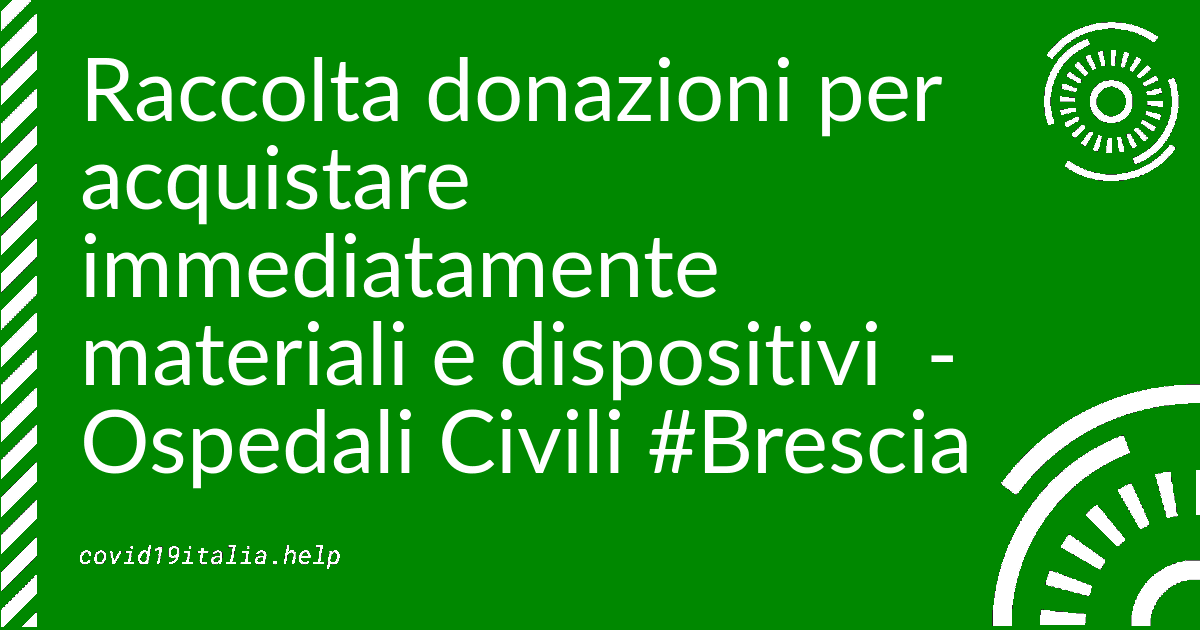 Raccolta donazioni per
acquistare
immediatamente
materiali e dispositivi  -
Ospedali Civili #Brescia
covid19italia.help